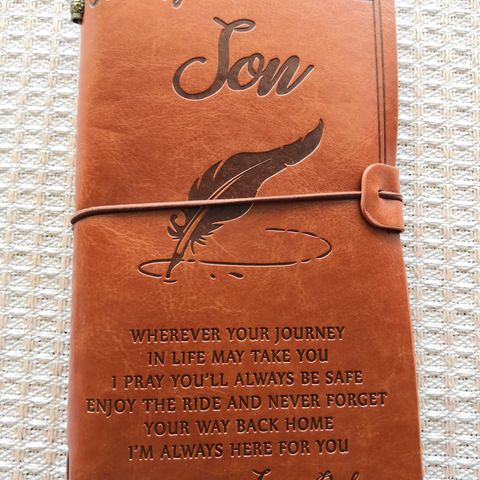 Son
WHEREVER YOUR JOURNEY
IN LIFE MAY TAKE YOU
I PRAY YOU'LL ALWAYS BE SAFE
ENJOY THE RIDE AND NEVER FORGET
YOUR WAY BACK HOME
I'M ALWAYS HERE FOR YOU